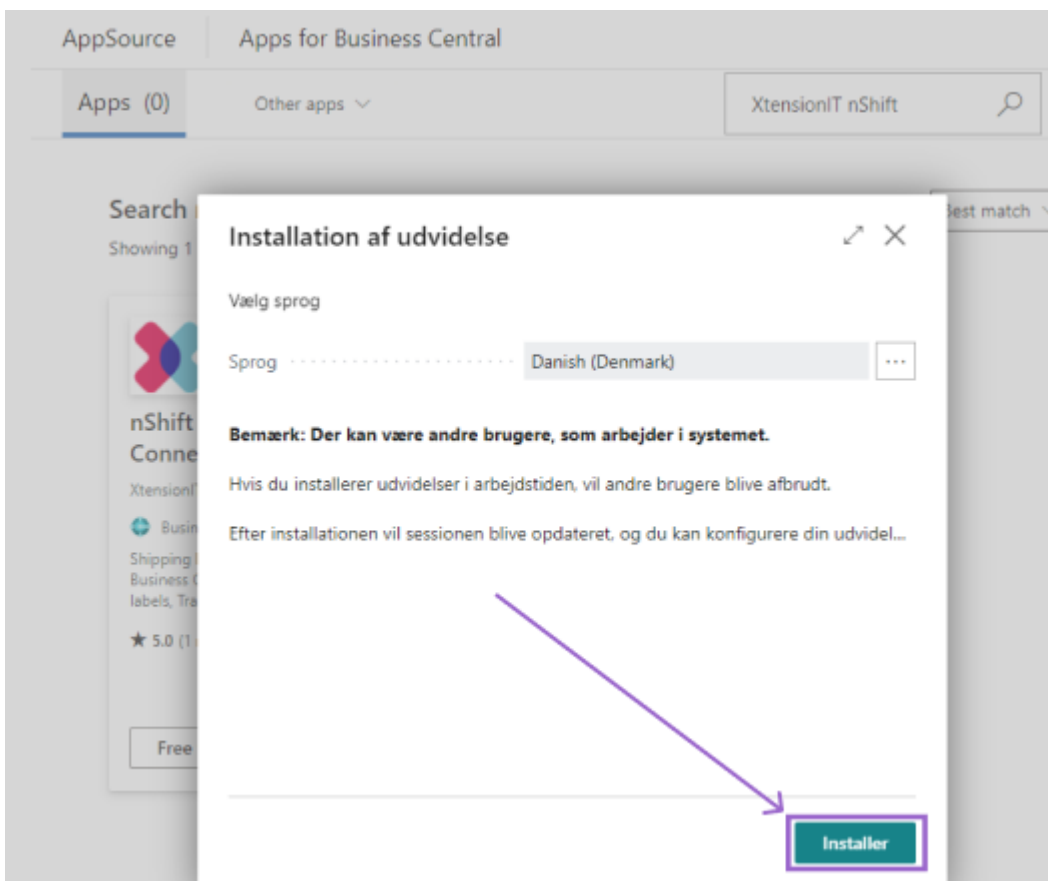 AppSource Apps for Business Central
Apps (0) Other apps XtensionIT nShift
Search
Showing 1
Best match
Installation af udvidelse
Vælg sprog
Sprog Danish (Denmark) ...
Bemærk: Der kan være andre brugere, som arbejder i systemet.
Hvis du installerer udvidelser i arbejdstiden, vil andre brugere blive afbrudt.
Efter installationen vil sessionen blive opdateret, og du kan konfigurere din udvidel...
nShift
Conne
XtensionIT
Busin
Shipping
Business
labels, Tra
★ 5.0 (1
Free
Installer